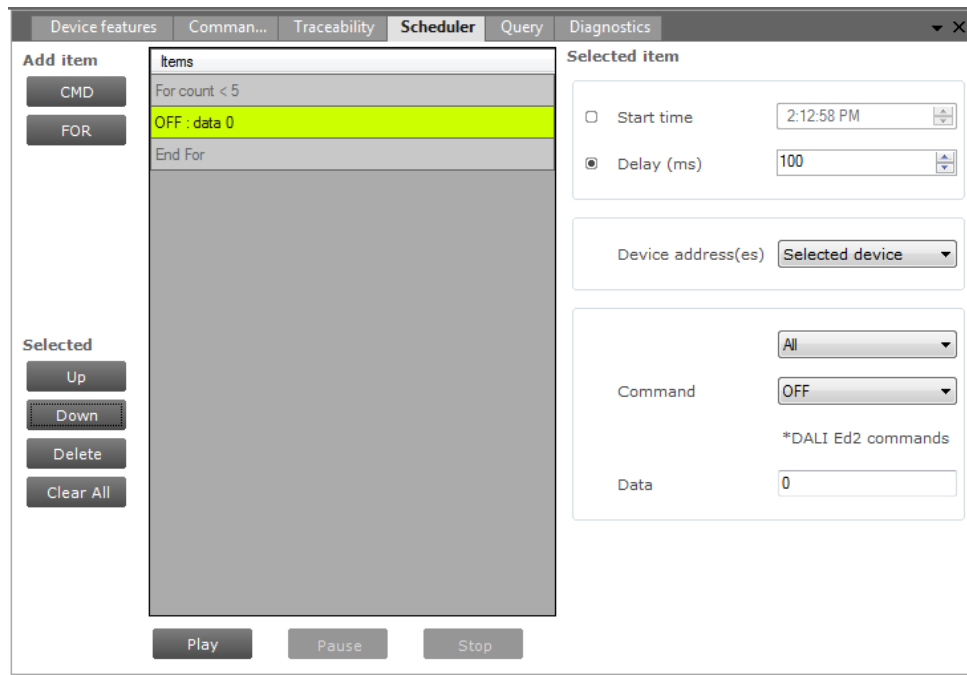 Device features Comman... Traceability Scheduler Query Diagnostics
Add item
CMD
FOR
Items
For count < 5
OFF : data 0
End For
Selected
Up
Down
Delete
Clear All
Play Pause Stop
Selected item
Start time 2:12:58 PM
Delay (ms) 100
Device address(es) Selected device
All
Command OFF
*DALI Ed2 commands
Data 0